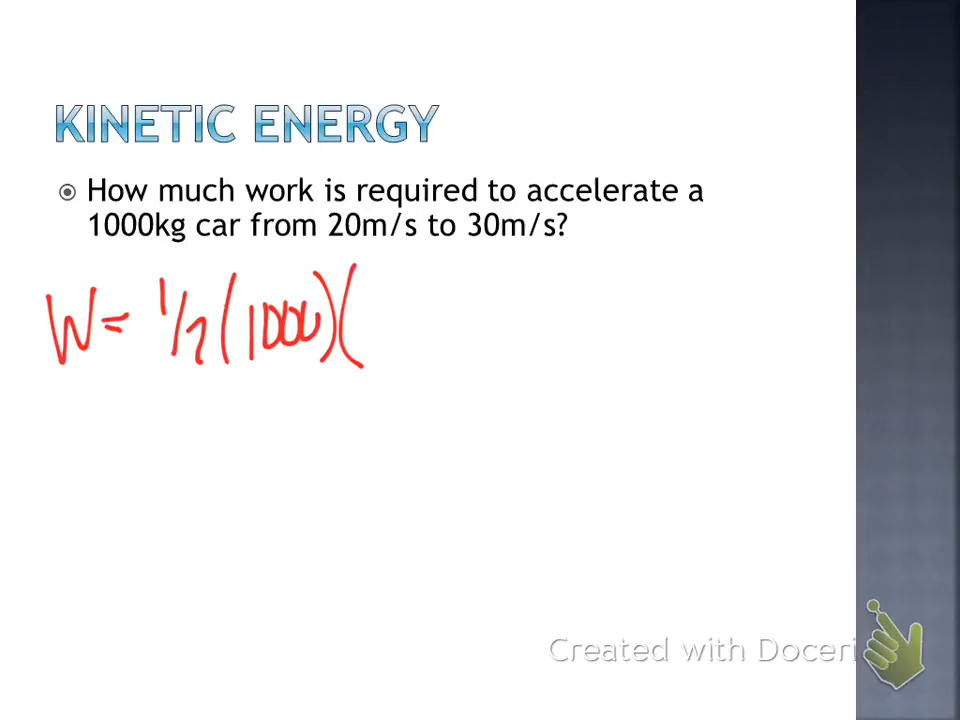 KINETIC ENERGY
How much work is required to accelerate a
1000kg car from 20m/s to 30m/s?
W= 1/2 (1000)(
Created with Doceri